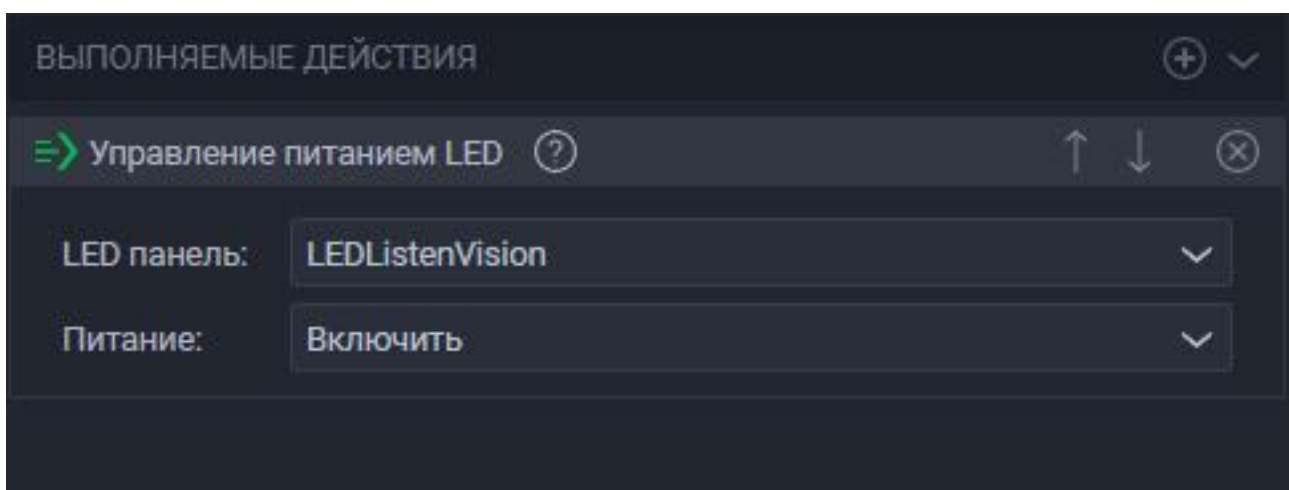 ВЫПОЛНЯЕМЫЕ ДЕЙСТВИЯ
Управление питанием LED ?
LED панель: LEDListenVision
Питание: Включить